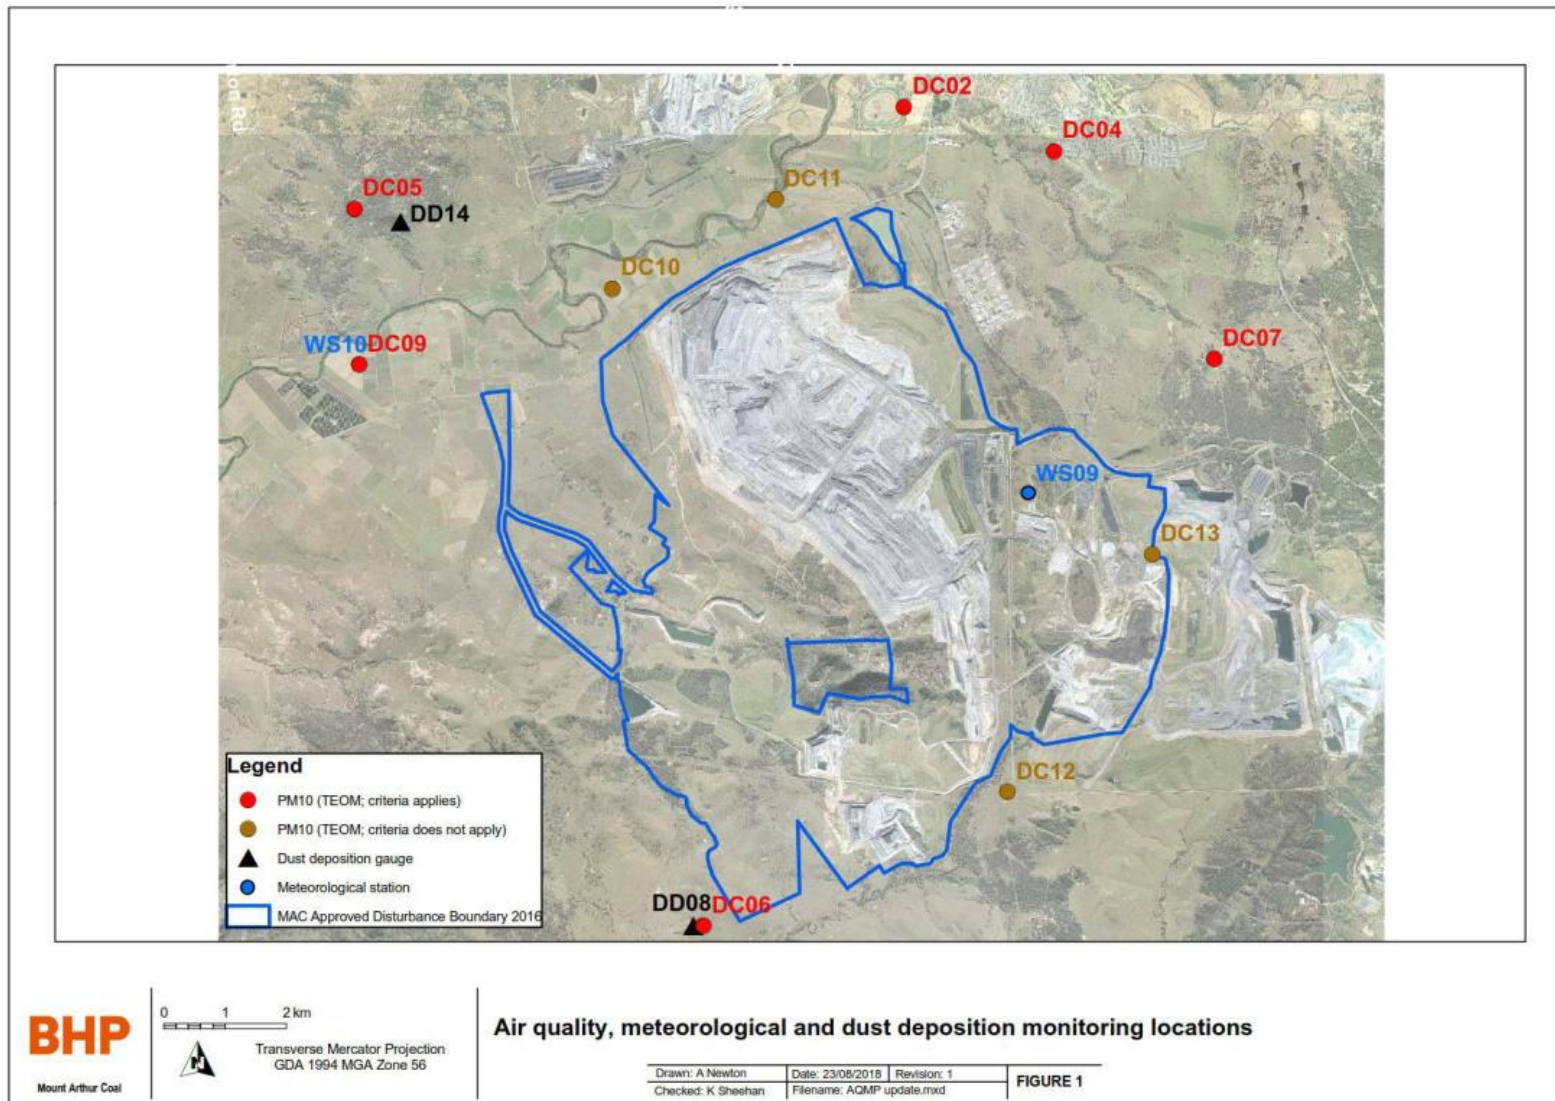 DC02
DC04
DC11
DC05
DD14
DC10
WS10DC09
DC07
WS09
DC13
DC12
DD08DC06
Legend
PM10 (TEOM; criteria applies)
PM10 (TEOM; criteria does not apply)
Dust deposition gauge
Meteorological station
MAC Approved Disturbance Boundary 2016
BHP
Mount Arthur Coal
0 1 2 km
N
Transverse Mercator Projection
GDA 1994 MGA Zone 56
Air quality, meteorological and dust deposition monitoring locations
Drawn: A Newton Date: 23/08/2018 Revision: 1
Checked: K Sheehan Filename: AQMP update.mxd
FIGURE 1